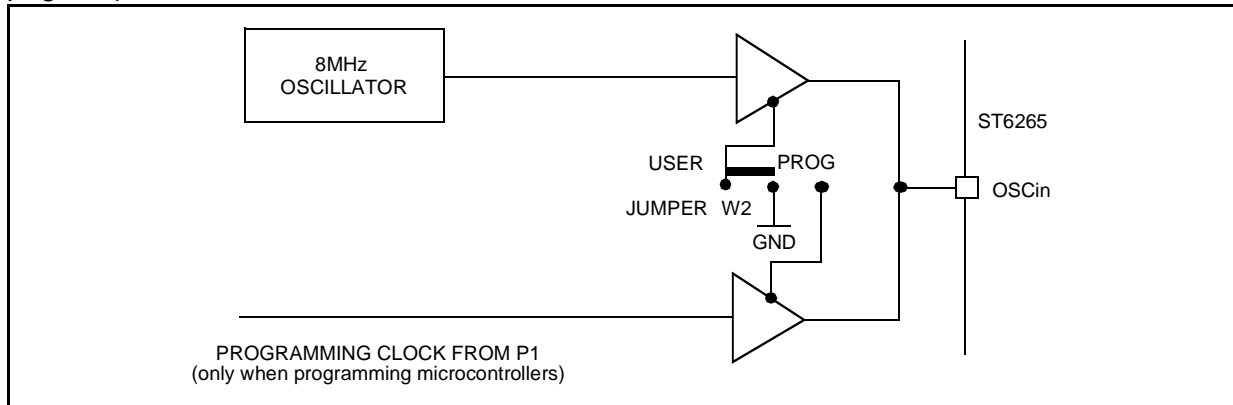 8MHz
OSCILLATOR
ST6265
USER PROG
OSCin
JUMPER W2
GND
PROGRAMMING CLOCK FROM P1
(only when programming microcontrollers)